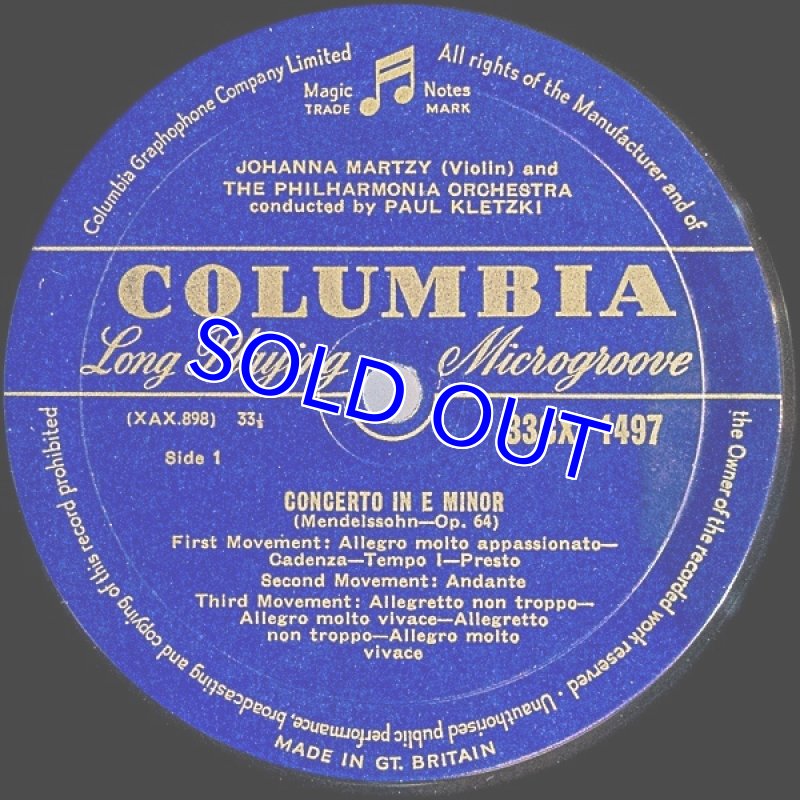 Columbia Graphophone Company Limited
All rights of the Manufacturer and of
the Owner of the recorded work reserved · Unauthorised public performance, broadcasting and copying of this record prohibited
Magic Notes
TRADE MARK
JOHANNA MARTZY (Violin) and
THE PHILHARMONIA ORCHESTRA
conducted by PAUL KLETZKI
COLUMBIA
Long Playing Microgroove
SOLD OUT
(XAX.898) 33⅓
1497
Side 1
CONCERTO IN E MINOR
(Mendelssohn—Op. 64)
First Movement: Allegro molto appassionato—
Cadenza—Tempo I—Presto
Second Movement: Andante
Third Movement: Allegretto non troppo—
Allegro molto vivace—Allegretto
non troppo—Allegro molto
vivace
MADE IN GT. BRITAIN